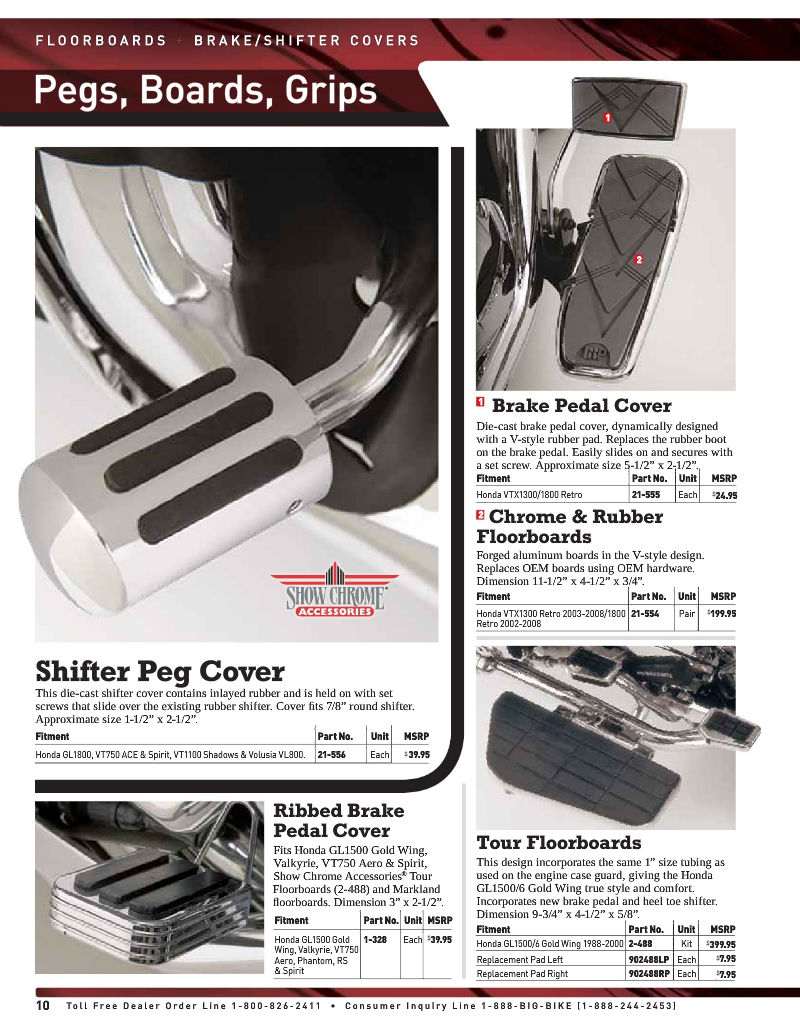 FLOORBOARDS + BRAKE/SHIFTER COVERS
Pegs, Boards, Grips
1
2
SHOW CHROME®
ACCESSORIES
Shifter Peg Cover
This die-cast shifter cover contains inlayed rubber and is held on with set
screws that slide over the existing rubber shifter. Cover fits 7/8” round shifter.
Approximate size 1-1/2” x 2-1/2”.
Fitment Part No. Unit MSRP
Honda GL1800, VT750 ACE & Spirit, VT1100 Shadows & Volusia VL800. 21-556 Each $39.95
Ribbed Brake
Pedal Cover
Fits Honda GL1500 Gold Wing,
Valkyrie, VT750 Aero & Spirit,
Show Chrome Accessories® Tour
Floorboards (2-488) and Markland
floorboards. Dimension 3” x 2-1/2”.
Fitment Part No. Unit MSRP
Honda GL1500 Gold 1-328 Each $39.95
Wing, Valkyrie, VT750
Aero, Phantom, RS
& Spirit
1 Brake Pedal Cover
Die-cast brake pedal cover, dynamically designed
with a V-style rubber pad. Replaces the rubber boot
on the brake pedal. Easily slides on and secures with
a set screw. Approximate size 5-1/2” x 2-1/2”.
Fitment Part No. Unit MSRP
Honda VTX1300/1800 Retro 21-555 Each $24.95
2 Chrome & Rubber
Floorboards
Forged aluminum boards in the V-style design.
Replaces OEM boards using OEM hardware.
Dimension 11-1/2” x 4-1/2” x 3/4”.
Fitment Part No. Unit MSRP
Honda VTX1300 Retro 2003-2008/1800 21-554 Pair $199.95
Retro 2002-2008
Tour Floorboards
This design incorporates the same 1” size tubing as
used on the engine case guard, giving the Honda
GL1500/6 Gold Wing true style and comfort.
Incorporates new brake pedal and heel toe shifter.
Dimension 9-3/4” x 4-1/2” x 5/8”.
Fitment Part No. Unit MSRP
Honda GL1500/6 Gold Wing 1988-2000 2-488 Kit $399.95
Replacement Pad Left 902488LP Each $7.95
Replacement Pad Right 902488RP Each $7.95
10 Toll Free Dealer Order Line 1-800-826-2411 • Consumer Inquiry Line 1-888-BIG-BIKE (1-888-244-2453)